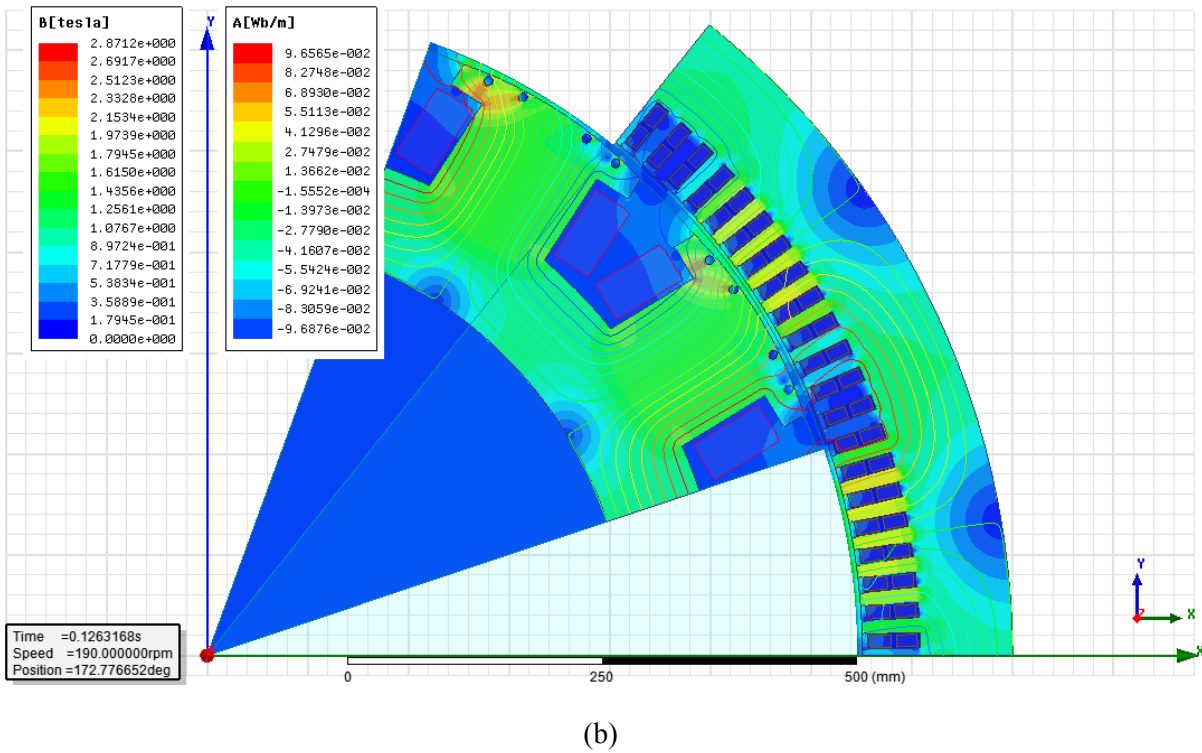 B[tesla]
2.8712e+000
2.6917e+000
2.5123e+000
2.3328e+000
2.1534e+000
1.9739e+000
1.7945e+000
1.6150e+000
1.4356e+000
1.2561e+000
1.0767e+000
8.9724e-001
7.1779e-001
5.3834e-001
3.5889e-001
1.7945e-001
0.0000e+000
Y
A[Wb/m]
9.6565e-002
8.2748e-002
6.8930e-002
5.5113e-002
4.1296e-002
2.7479e-002
1.3662e-002
-1.5552e-004
-1.3973e-002
-2.7790e-002
-4.1607e-002
-5.5424e-002
-6.9241e-002
-8.3059e-002
-9.6876e-002
Y
Z
X
Time =0.1263168s
Speed =190.000000rpm
Position =172.776652deg
X
0 250 500 (mm)
(b)